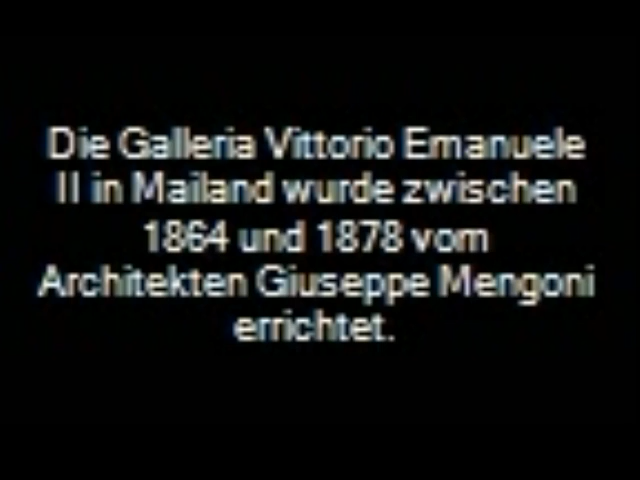 Die Galleria Vittorio Emanuele
II in Mailand wurde zwischen
1864 und 1878 vom
Architekten Giuseppe Mengoni
errichtet.